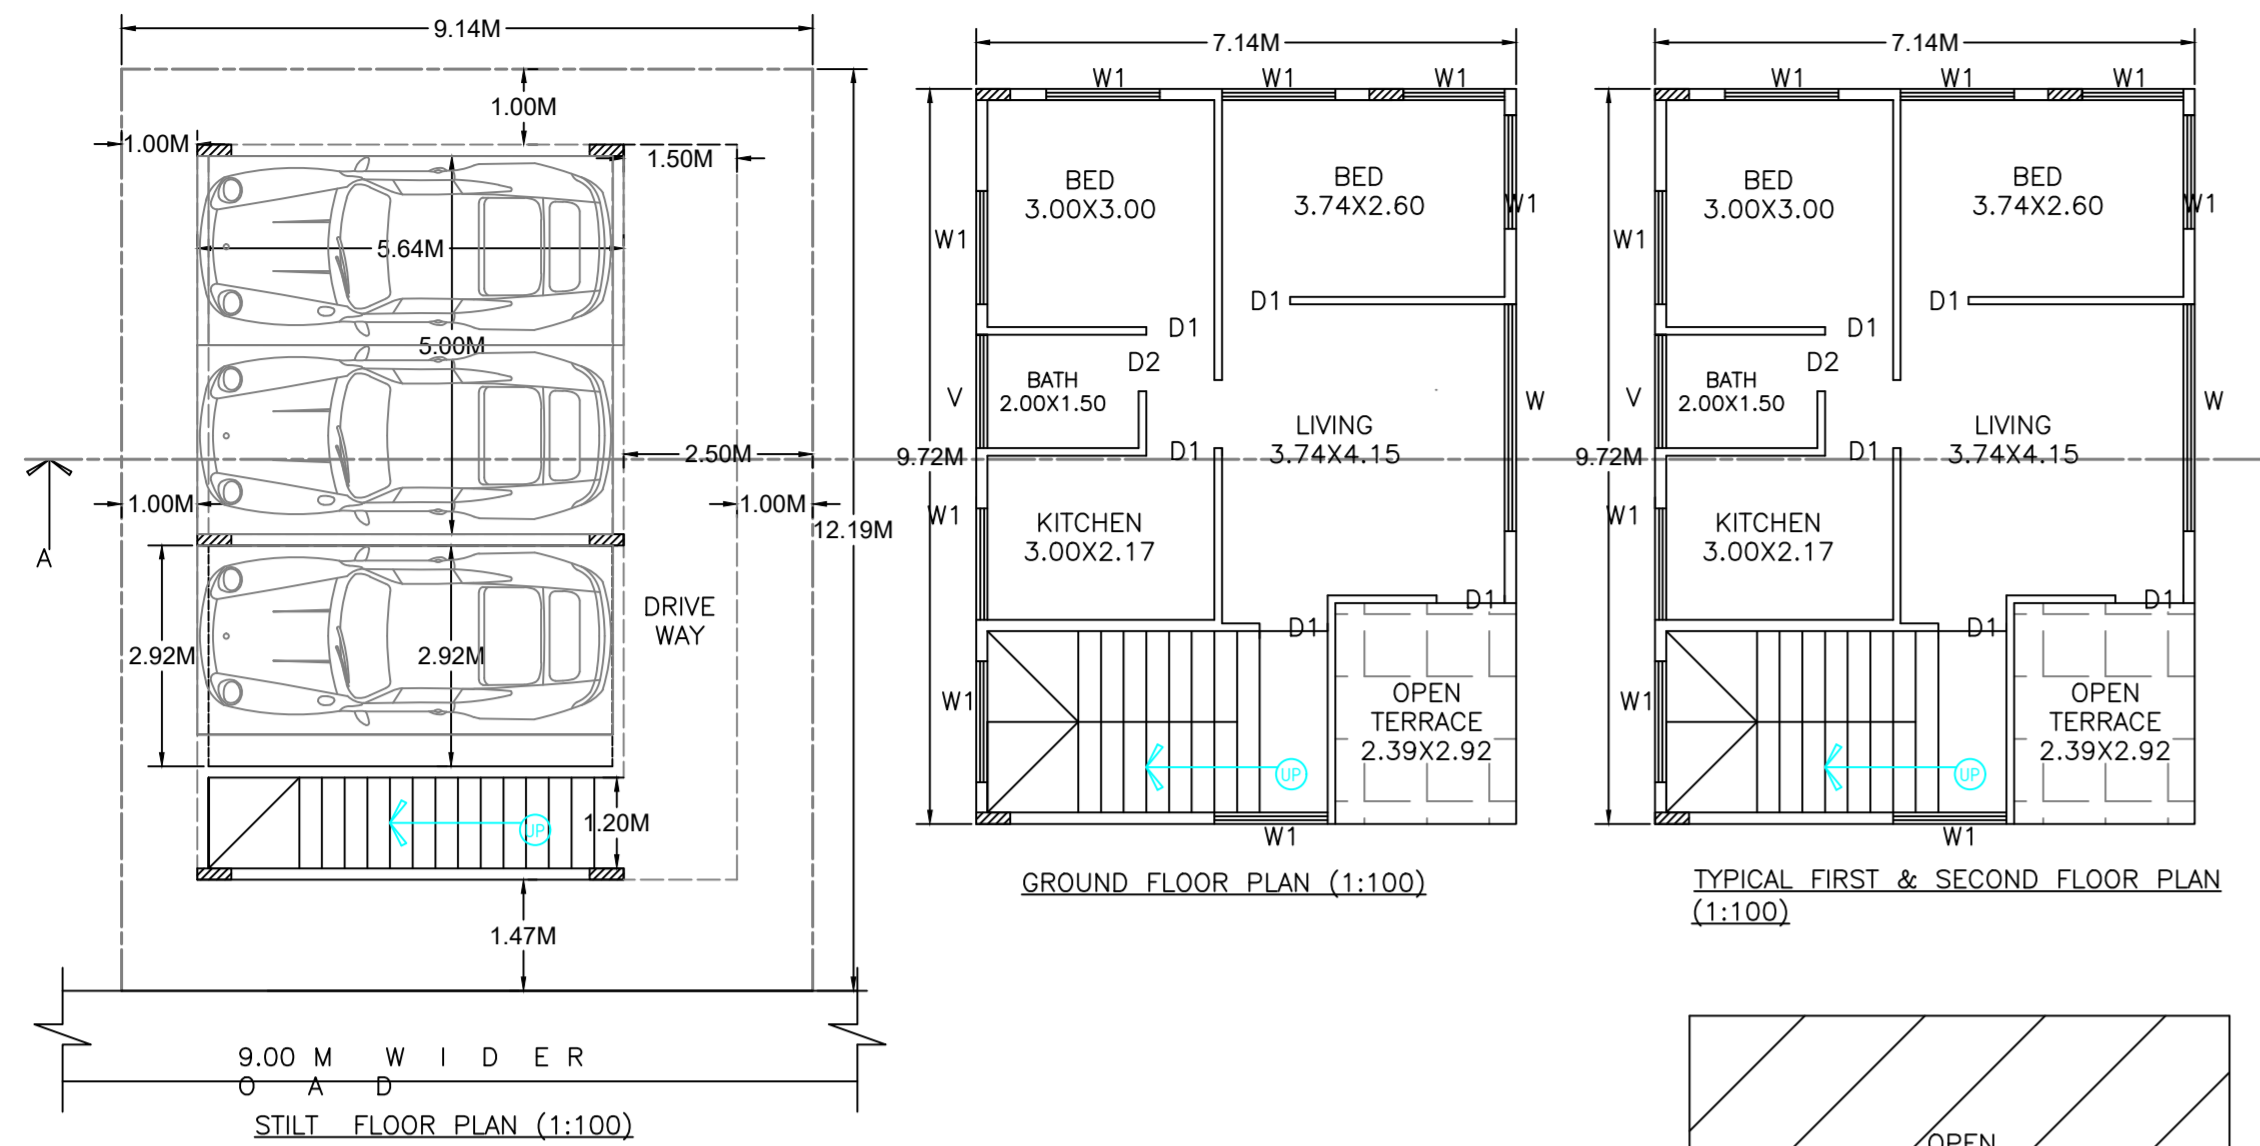 9.14M
1.00M
1.00M
1.50M
5.64M
5.00M
2.50M
1.00M
1.00M
12.19M
A
2.92M
2.92M
DRIVE
WAY
UP
1.20M
1.47M
9.00 M W I D E R
O A D
STILT FLOOR PLAN (1:100)
7.14M
W1
W1
W1
BED
3.00X3.00
BED
3.74X2.60
W1
W1
D1
D1
D2
BATH
2.00X1.50
V
W
LIVING
3.74X4.15
D1
9.72M
W1
KITCHEN
3.00X2.17
D1
D1
W1
OPEN
TERRACE
2.39X2.92
UP
W1
GROUND FLOOR PLAN (1:100)
7.14M
W1
W1
W1
BED
3.00X3.00
BED
3.74X2.60
W1
W1
D1
D1
D2
BATH
2.00X1.50
V
W
LIVING
3.74X4.15
D1
9.72M
W1
KITCHEN
3.00X2.17
D1
D1
W1
OPEN
TERRACE
2.39X2.92
UP
W1
TYPICAL FIRST & SECOND FLOOR PLAN
(1:100)
OPEN